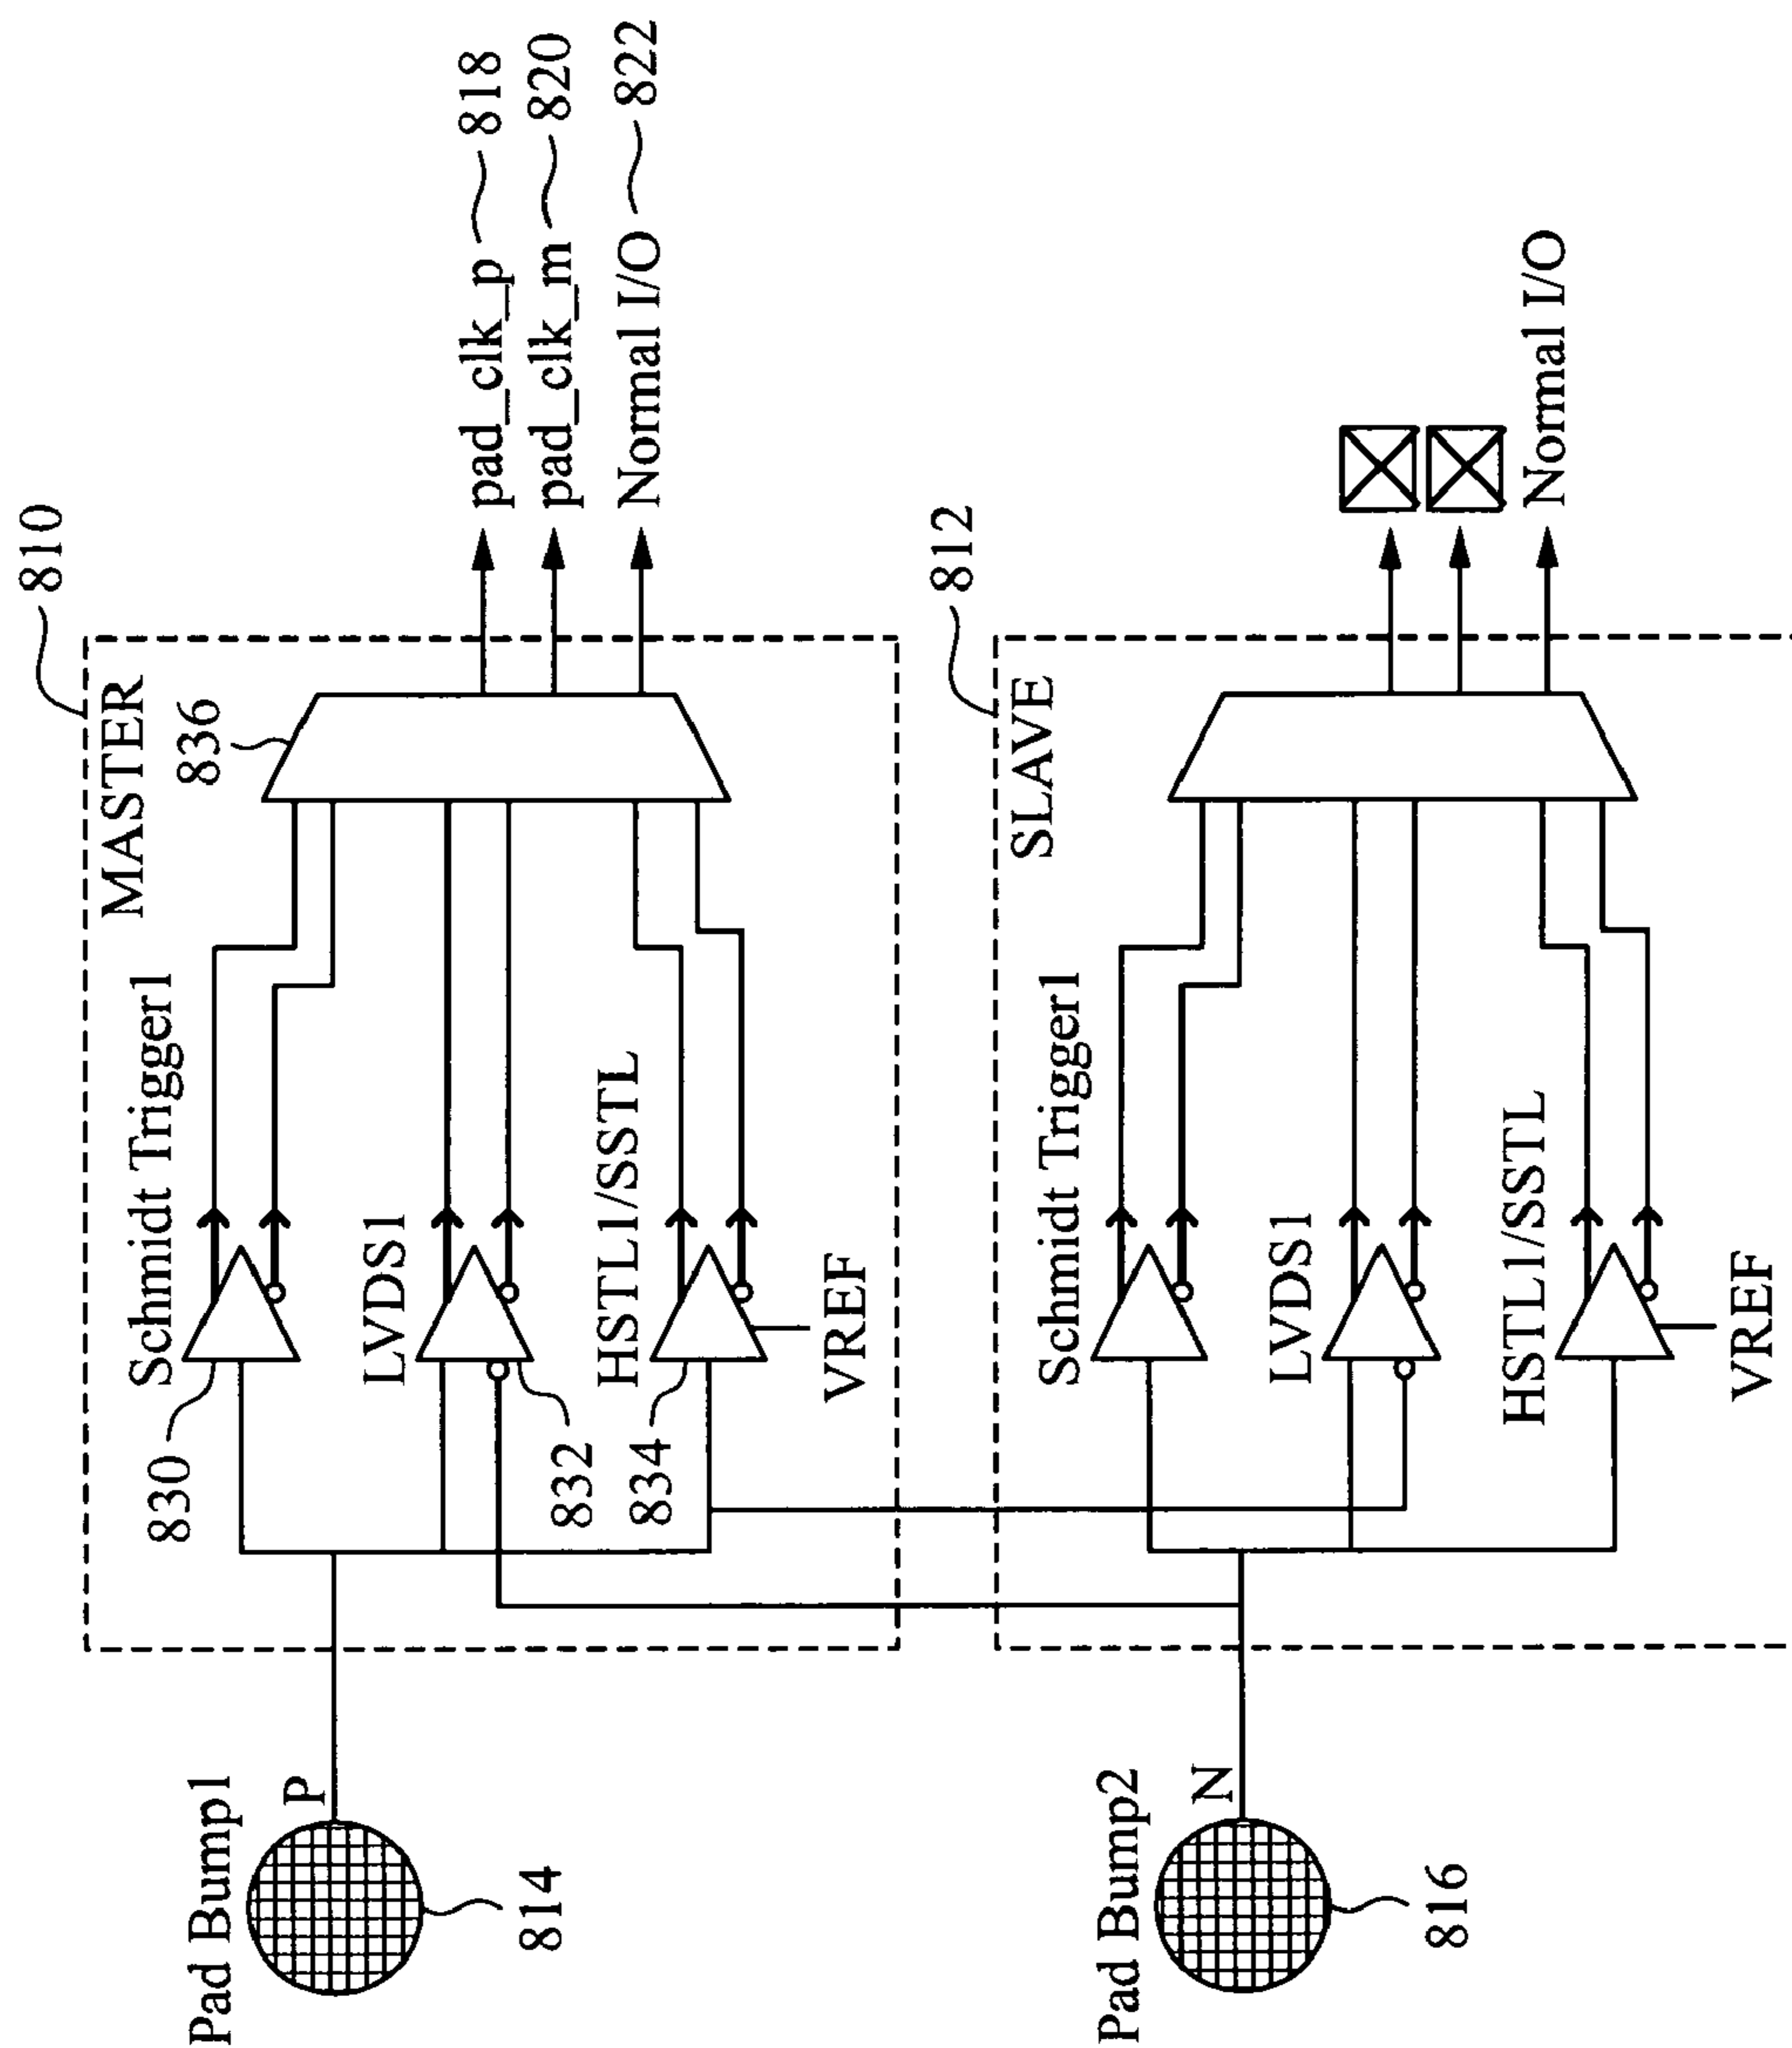 810
MASTER
836
Schmidt Trigger1
830
LVDS1
832
HSTL1/SSTL
834
VREF
Pad Bump1
P
814
pad_clk_p
818
pad_clk_m
820
Normal I/O
822
812
SLAVE
Schmidt Trigger1
LVDS1
HSTL1/SSTL
VREF
Pad Bump2
N
816
Normal I/O